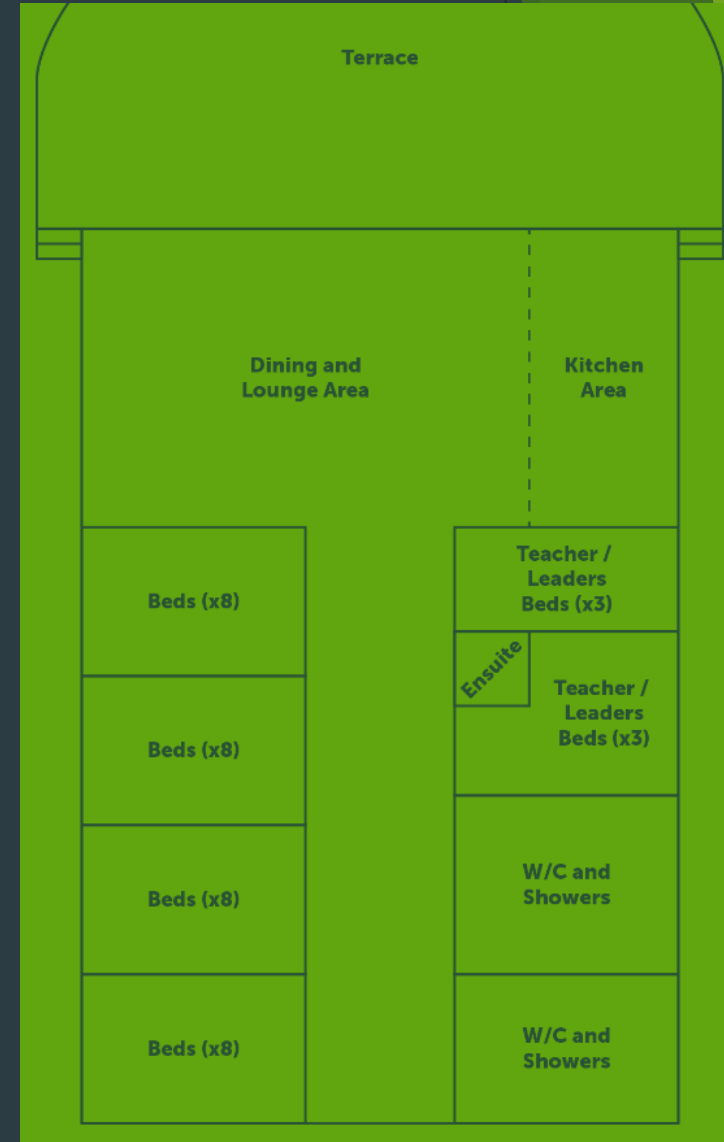 Terrace
Dining and
Lounge Area
Kitchen
Area
Beds (x8)
Teacher /
Leaders
Beds (x3)
Ensuite
Teacher /
Leaders
Beds (x3)
Beds (x8)
Beds (x8)
W/C and
Showers
Beds (x8)
W/C and
Showers